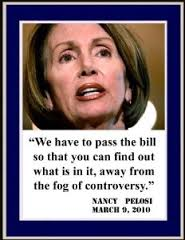 “We have to pass the bill
so that you can find out
what is in it, away from
the fog of controversy.”
NANCY PELOSI
MARCH 9, 2010